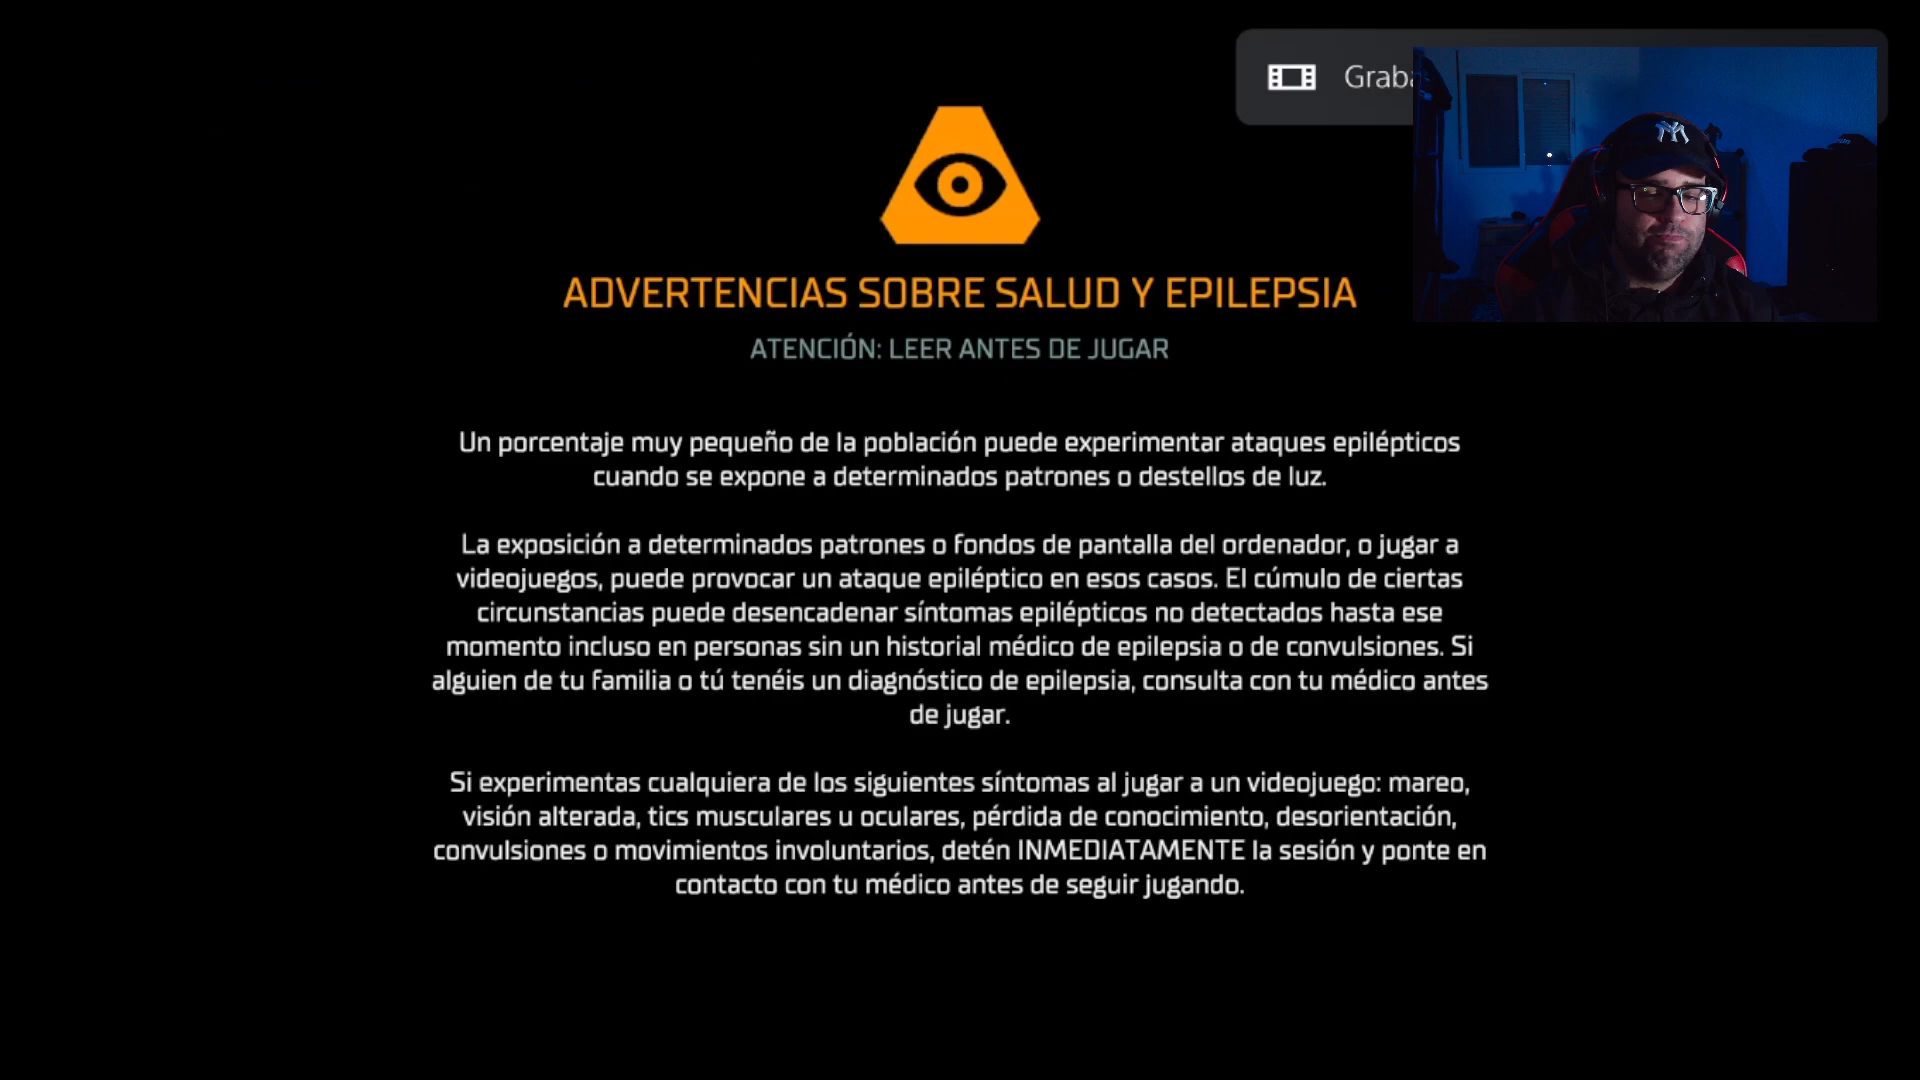 Graba
ADVERTENCIAS SOBRE SALUD Y EPILEPSIA
ATENCIÓN: LEER ANTES DE JUGAR
Un porcentaje muy pequeño de la población puede experimentar ataques epilépticos
cuando se expone a determinados patrones o destellos de luz.
La exposición a determinados patrones o fondos de pantalla del ordenador, o jugar a
videojuegos, puede provocar un ataque epiléptico en esos casos. El cúmulo de ciertas
circunstancias puede desencadenar síntomas epilépticos no detectados hasta ese
momento incluso en personas sin un historial médico de epilepsia o de convulsiones. Si
alguien de tu familia o tú tenéis un diagnóstico de epilepsia, consulta con tu médico antes
de jugar.
Si experimentas cualquiera de los siguientes síntomas al jugar a un videojuego: mareo,
visión alterada, tics musculares u oculares, pérdida de conocimiento, desorientación,
convulsiones o movimientos involuntarios, detén INMEDIATAMENTE la sesión y ponte en
contacto con tu médico antes de seguir jugando.